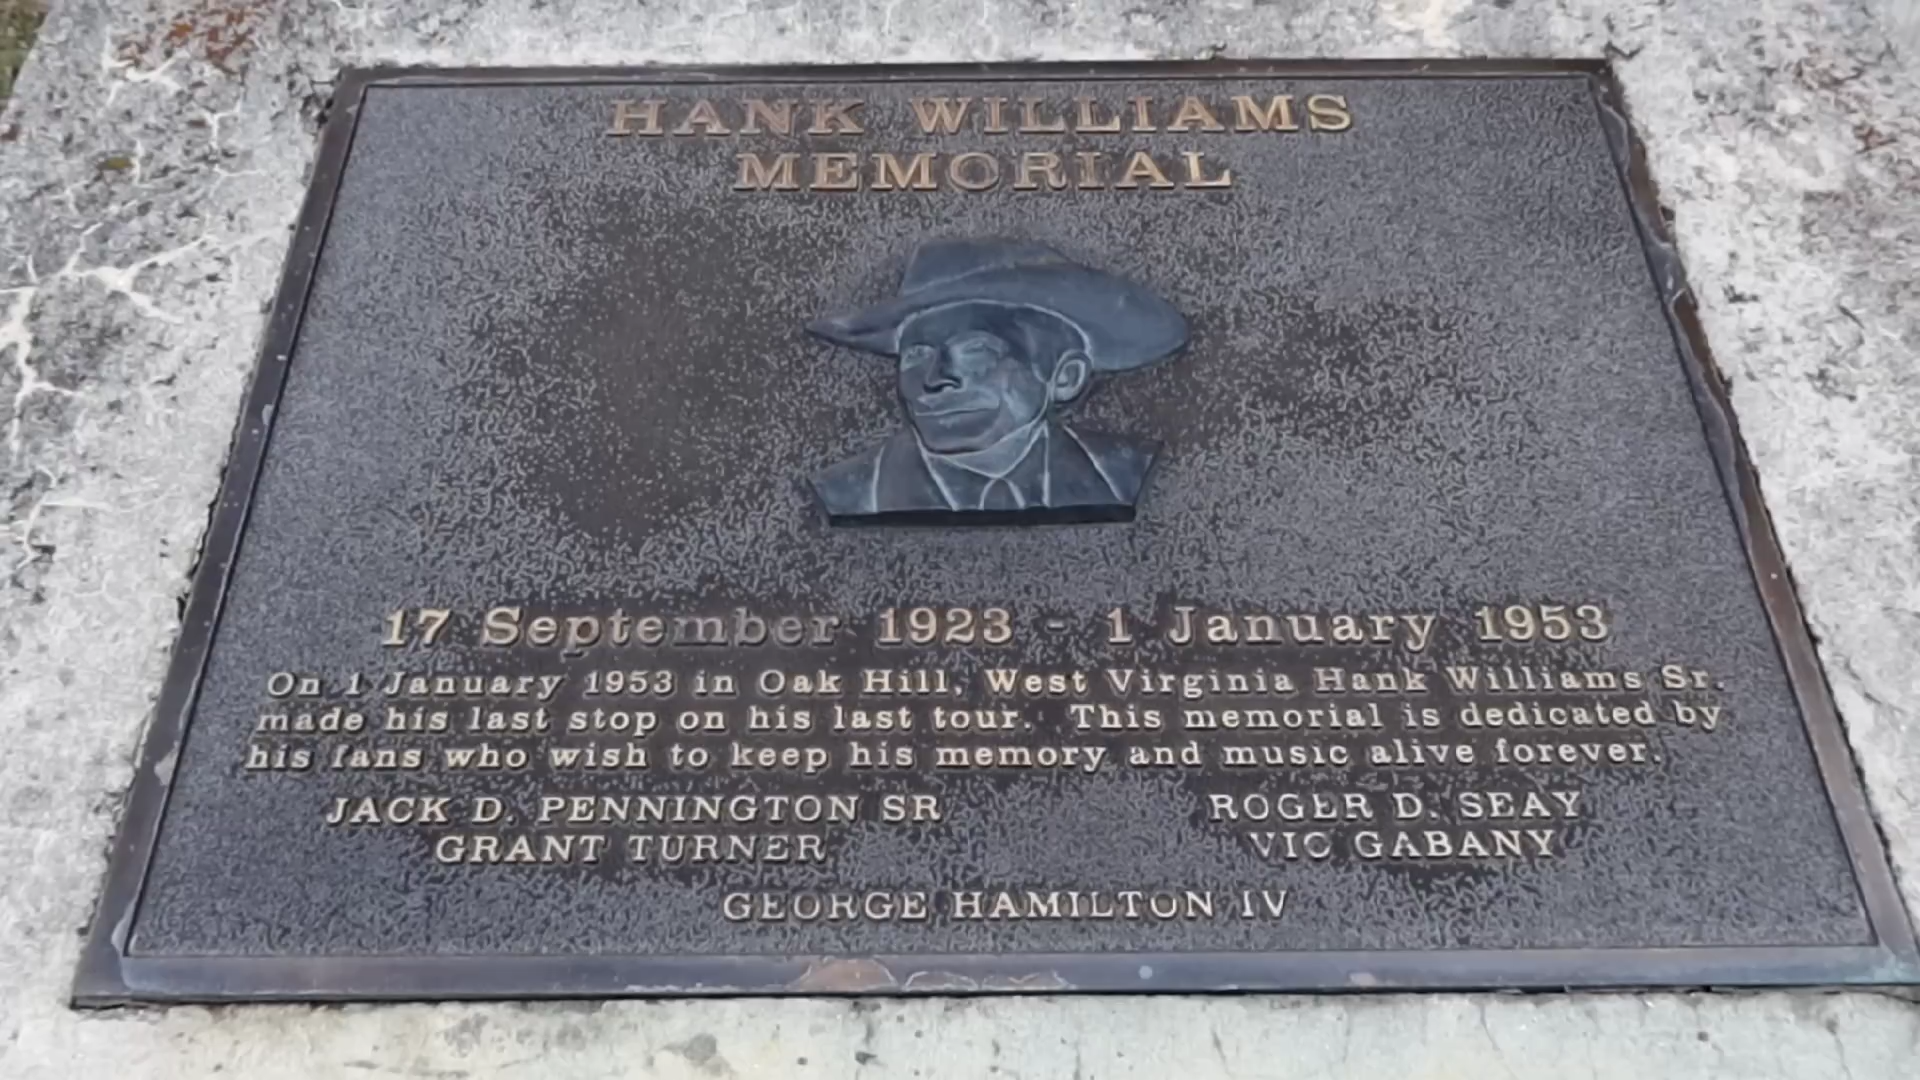 HANK WILLIAMS
MEMORIAL
17 September 1923 - 1 January 1953
On 1 January 1953 in Oak Hill, West Virginia Hank Williams Sr.
made his last stop on his last tour. This memorial is dedicated by
his fans who wish to keep his memory and music alive forever.
JACK D. PENNINGTON SR ROGER D. SEAY
GRANT TURNER VIC GABANY
GEORGE HAMILTON IV